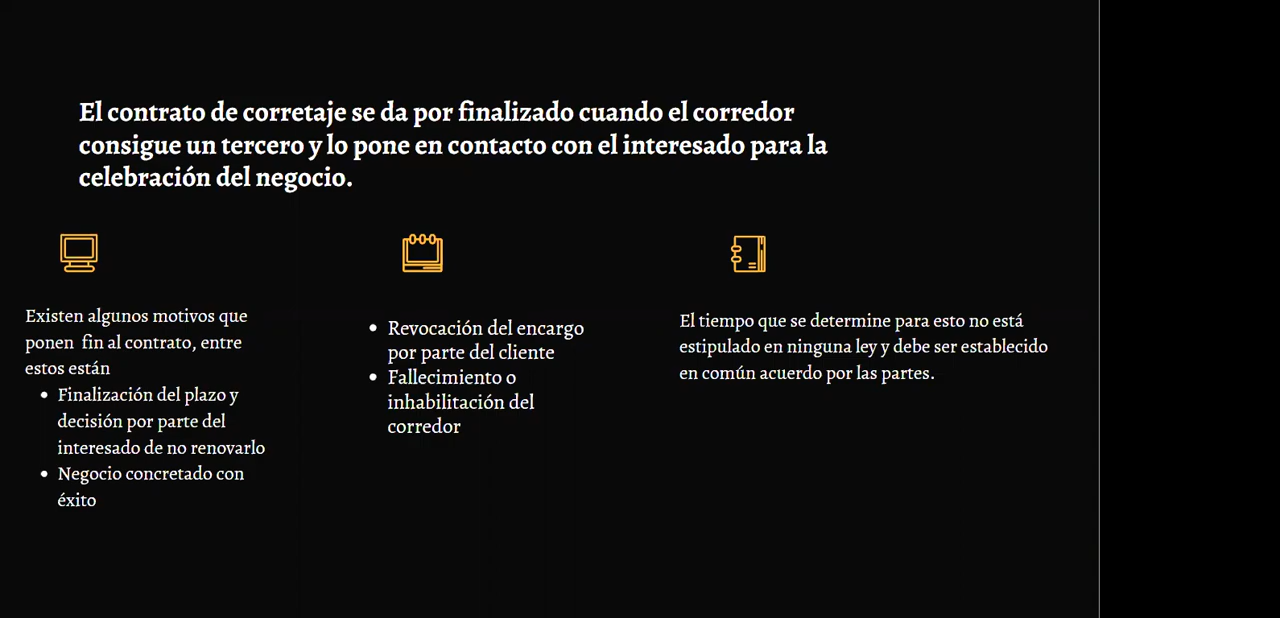 El contrato de corretaje se da por finalizado cuando el corredor
consigue un tercero y lo pone en contacto con el interesado para la
celebración del negocio.
Existen algunos motivos que
ponen  fin al contrato, entre
estos están
• Finalización del plazo y
decisión por parte del
interesado de no renovarlo
• Negocio concretado con
éxito
• Revocación del encargo
por parte del cliente
• Fallecimiento o
inhabilitación del
corredor
El tiempo que se determine para esto no está
estipulado en ninguna ley y debe ser establecido
en común acuerdo por las partes.